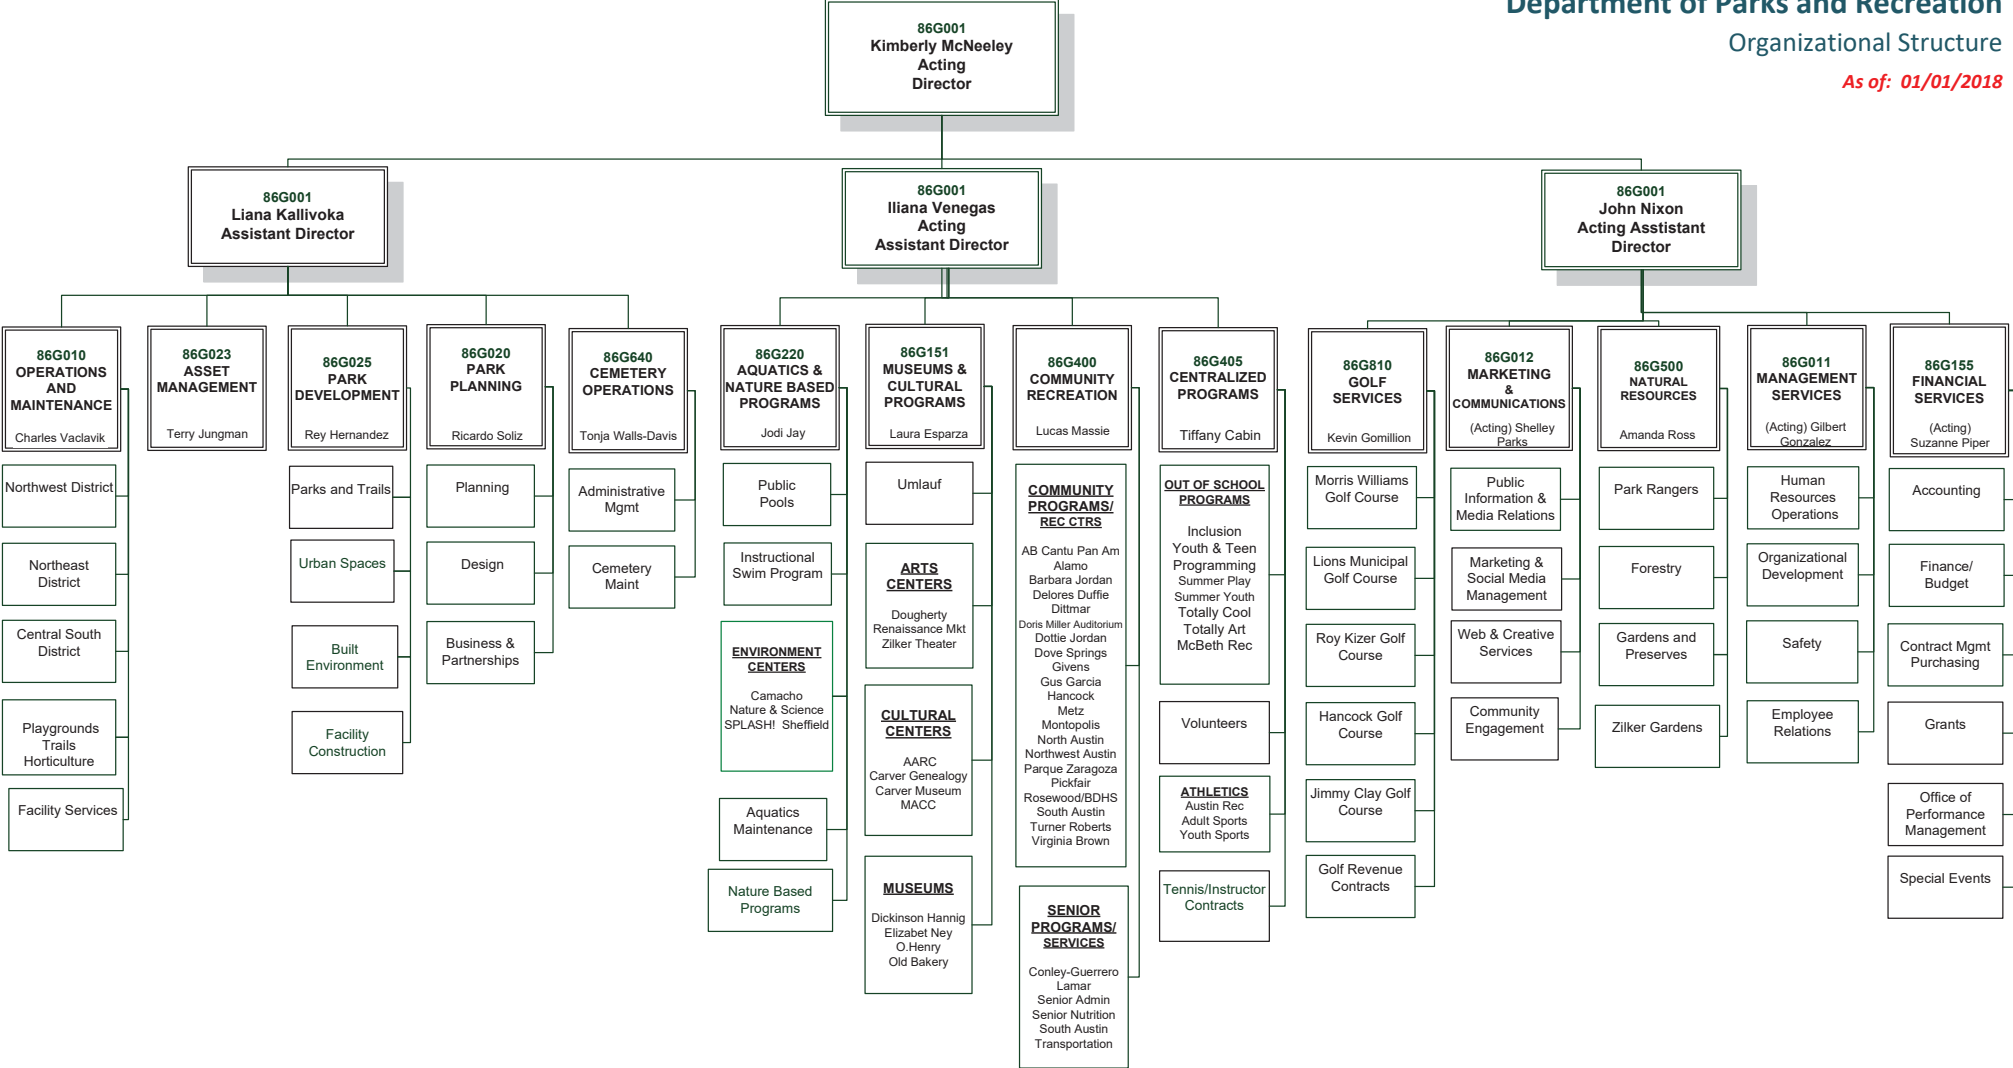 Department of Parks and Recreation
Organizational Structure
As of: 01/01/2018
86G001
Kimberly McNeeley
Acting
Director
86G001
Liana Kallivoka
Assistant Director
86G001
Iliana Venegas
Acting
Assistant Director
86G001
John Nixon
Acting Asstistant
Director
86G010
OPERATIONS
AND
MAINTENANCE
Charles Vaclavik
Northwest District
Northeast
District
Central South
District
Playgrounds
Trails
Horticulture
Facility Services
86G023
ASSET
MANAGEMENT
Terry Jungman
86G025
PARK
DEVELOPMENT
Rey Hernandez
Parks and Trails
Urban Spaces
Built
Environment
Facility
Construction
86G020
PARK
PLANNING
Ricardo Soliz
Planning
Design
Business &
Partnerships
86G640
CEMETERY
OPERATIONS
Tonja Walls-Davis
Administrative
Mgmt
Cemetery
Maint
86G220
AQUATICS &
NATURE BASED
PROGRAMS
Jodi Jay
Public
Pools
Instructional
Swim Program
ENVIRONMENT
CENTERS
Camacho
Nature & Science
SPLASH! Sheffield
Aquatics
Maintenance
Nature Based
Programs
86G151
MUSEUMS &
CULTURAL
PROGRAMS
Laura Esparza
Umlauf
ARTS
CENTERS
Dougherty
Renaissance Mkt
Zilker Theater
CULTURAL
CENTERS
AARC
Carver Genealogy
Carver Museum
MACC
MUSEUMS
Dickinson Hannig
Elizabet Ney
O.Henry
Old Bakery
86G400
COMMUNITY
RECREATION
Lucas Massie
COMMUNITY
PROGRAMS/
REC CTRS
AB Cantu Pan Am
Alamo
Barbara Jordan
Delores Duffie
Dittmar
Doris Miller Auditorium
Dottie Jordan
Dove Springs
Givens
Gus Garcia
Hancock
Metz
Montopolis
North Austin
Northwest Austin
Parque Zaragoza
Pickfair
Rosewood/BDHS
South Austin
Turner Roberts
Virginia Brown
SENIOR
PROGRAMS/
SERVICES
Conley-Guerrero
Lamar
Senior Admin
Senior Nutrition
South Austin
Transportation
86G405
CENTRALIZED
PROGRAMS
Tiffany Cabin
OUT OF SCHOOL
PROGRAMS
Inclusion
Youth & Teen
Programming
Summer Play
Summer Youth
Totally Cool
Totally Art
McBeth Rec
Volunteers
ATHLETICS
Austin Rec
Adult Sports
Youth Sports
Tennis/Instructor
Contracts
86G810
GOLF
SERVICES
Kevin Gomillion
Morris Williams
Golf Course
Lions Municipal
Golf Course
Roy Kizer Golf
Course
Hancock Golf
Course
Jimmy Clay Golf
Course
Golf Revenue
Contracts
86G012
MARKETING
&
COMMUNICATIONS
(Acting) Shelley
Parks
Public
Information &
Media Relations
Marketing &
Social Media
Management
Web & Creative
Services
Community
Engagement
86G500
NATURAL
RESOURCES
Amanda Ross
Park Rangers
Forestry
Gardens and
Preserves
Zilker Gardens
86G011
MANAGEMENT
SERVICES
(Acting) Gilbert
Gonzalez
Human
Resources
Operations
Organizational
Development
Safety
Employee
Relations
86G155
FINANCIAL
SERVICES
(Acting)
Suzanne Piper
Accounting
Finance/
Budget
Contract Mgmt
Purchasing
Grants
Office of
Performance
Management
Special Events